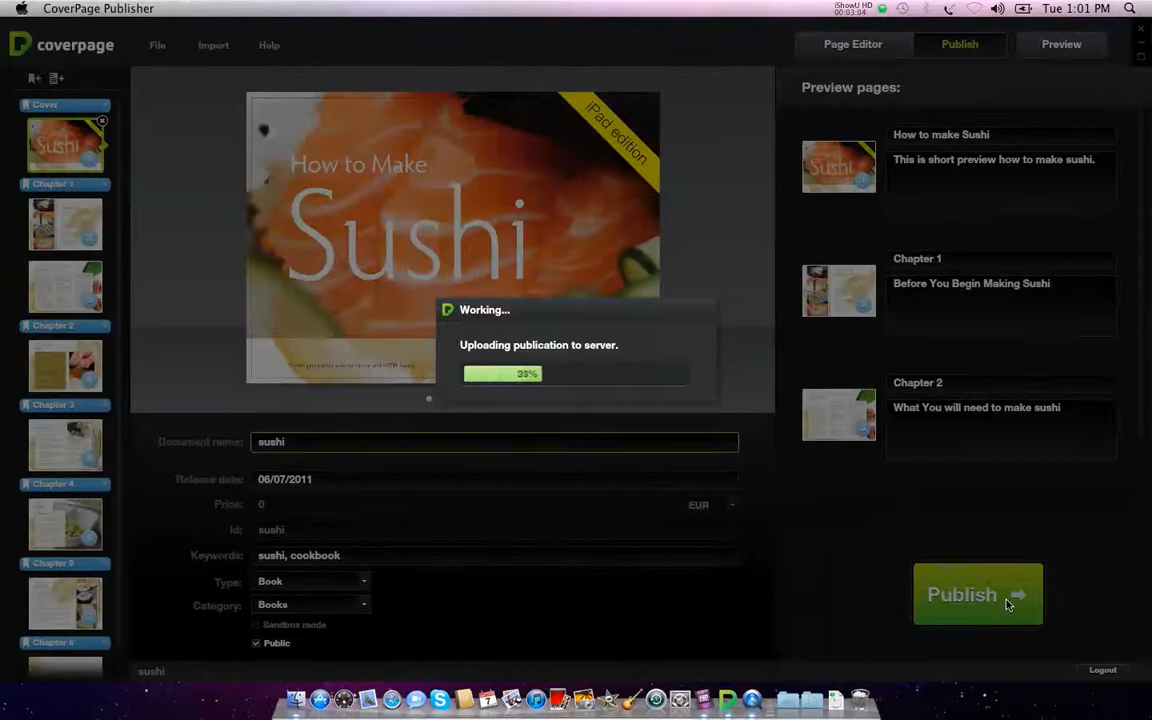 CoverPage Publisher
iShowU HD
00:03:04
Tue 1:01 PM
coverpage
File
Import
Help
Page Editor
Publish
Preview
Cover
Sushi
Chapter 1
Chapter 2
Chapter 3
Chapter 4
Chapter 5
Chapter 6
How to Make
Sushi
iPad edition
Working...
Uploading publication to server.
Document name:
sushi
Release date:
06/07/2011
Price:
0
EUR
Id:
sushi
Keywords:
sushi, cookbook
Type:
Book
Category:
Books
Sandbox mode
Public
sushi
Preview pages:
How to make Sushi
This is short preview how to make sushi.
Chapter 1
Before You Begin Making Sushi
Chapter 2
What You will need to make sushi
Publish
Logout